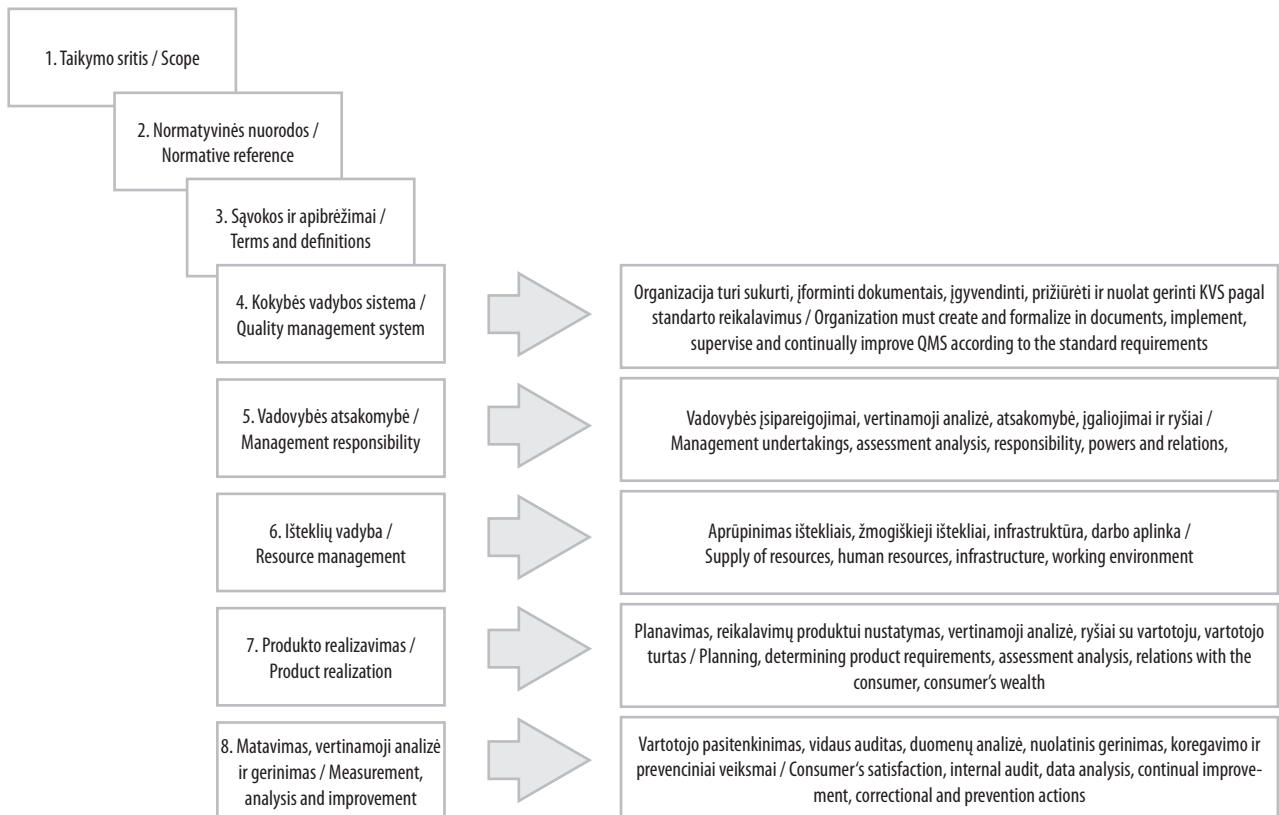 1. Taikymo sritis / Scope
2. Normatyvinės nuorodos /
Normative reference
3. Sąvokos ir apibrėžimai /
Terms and definitions
4. Kokybės vadybos sistema /
Quality management system
Organizacija turi sukurti, įforminti dokumentais, įgyvendinti, prižiūrėti ir nuolat gerinti KVS pagal
standarto reikalavimus / Organization must create and formalize in documents, implement,
supervise and continually improve QMS according to the standard requirements
5. Vadovybės atsakomybė /
Management responsibility
Vadovybės įsipareigojimai, vertinamoji analizė, atsakomybė, įgaliojimai ir ryšiai /
Management undertakings, assessment analysis, responsibility, powers and relations,
6. Išteklių vadyba /
Resource management
Aprūpinimas ištekliais, žmogiškieji ištekliai, infrastruktūra, darbo aplinka /
Supply of resources, human resources, infrastructure, working environment
7. Produkto realizavimas /
Product realization
Planavimas, reikalavimų produktui nustatymas, vertinamoji analizė, ryšiai su vartotoju, vartotojo
turtas / Planning, determining product requirements, assessment analysis, relations with the
consumer, consumer's wealth
8. Matavimas, vertinamoji analizė
ir gerinimas / Measurement,
analysis and improvement
Vartotojo pasitenkinimas, vidaus auditas, duomenų analizė, nuolatinis gerinimas, koregavimo ir
prevenciniai veiksmai / Consumer‘s satisfaction, internal audit, data analysis, continual improve-
ment, correctional and prevention actions